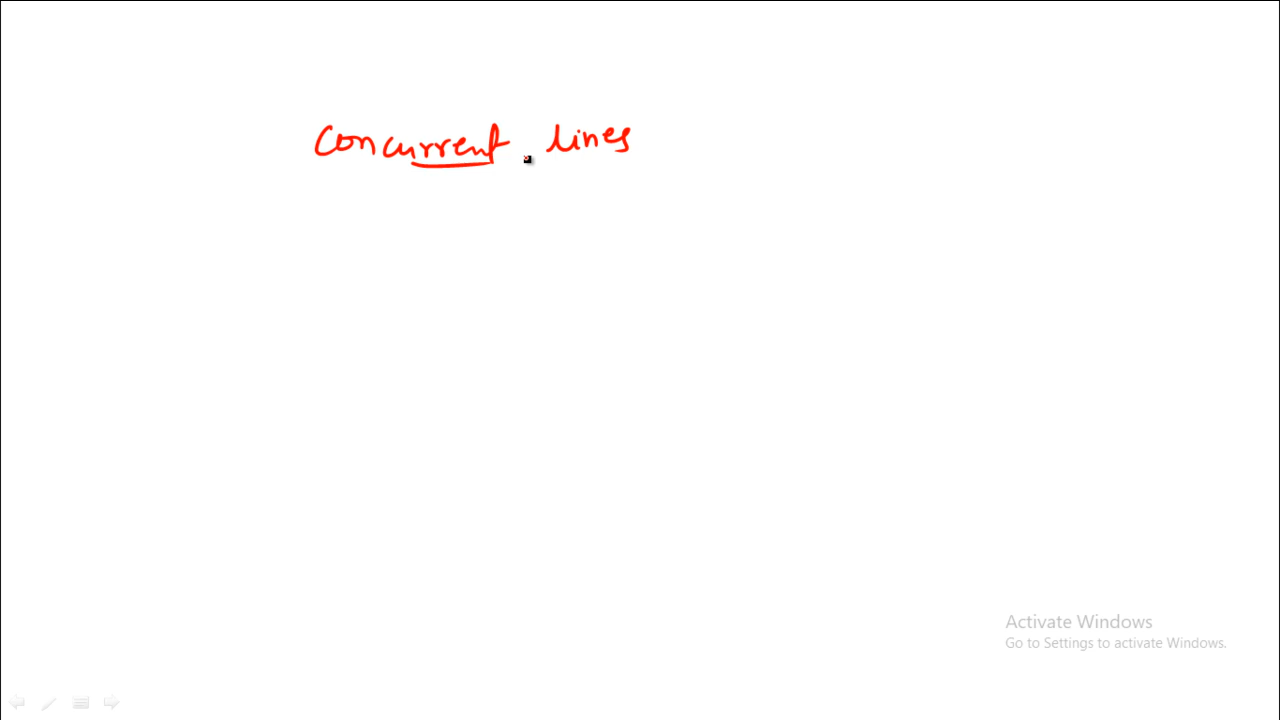 Concurrent lines
Activate Windows
Go to Settings to activate Windows.